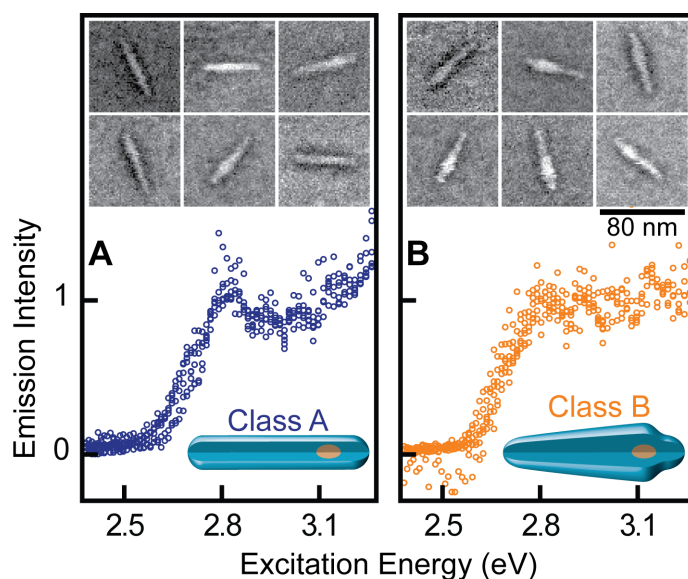 80 nm
A
B
Emission Intensity
1
0
Class A
Class B
2.5
2.8
3.1
2.5
2.8
3.1
Excitation Energy (eV)